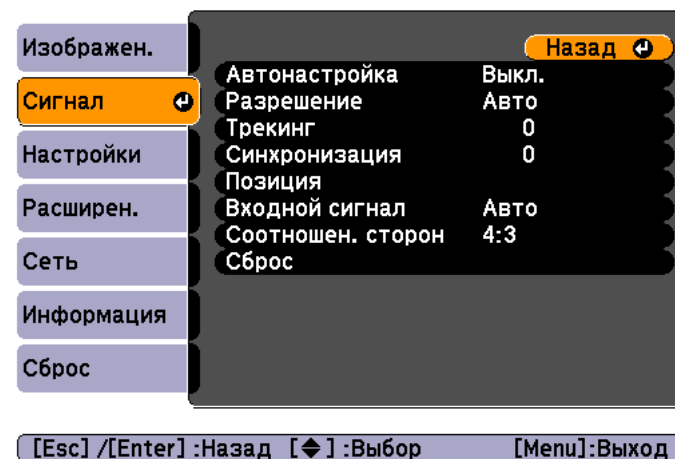 Изображен.
Сигнал
Настройки
Расширен.
Сеть
Информация
Сброс
Назад
Автонастройка Выкл.
Разрешение Авто
Трекинг 0
Синхронизация 0
Позиция
Входной сигнал Авто
Соотношен. сторон 4:3
Сброс
[Esc] /[Enter] :Назад [◆] :Выбор [Menu]:Выход